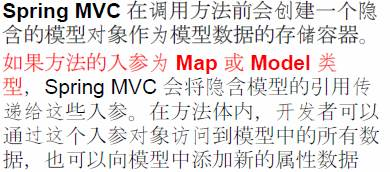 Spring MVC 在调用方法前会创建一个隐
含的模型对象作为模型数据的存储容器。
如果方法的入参为 Map 或 Model 类
型，Spring MVC 会将隐含模型的引用传
递给这些入参。在方法体内，开发者可以
通过这个入参对象访问到模型中的所有数
据，也可以向模型中添加新的属性数据